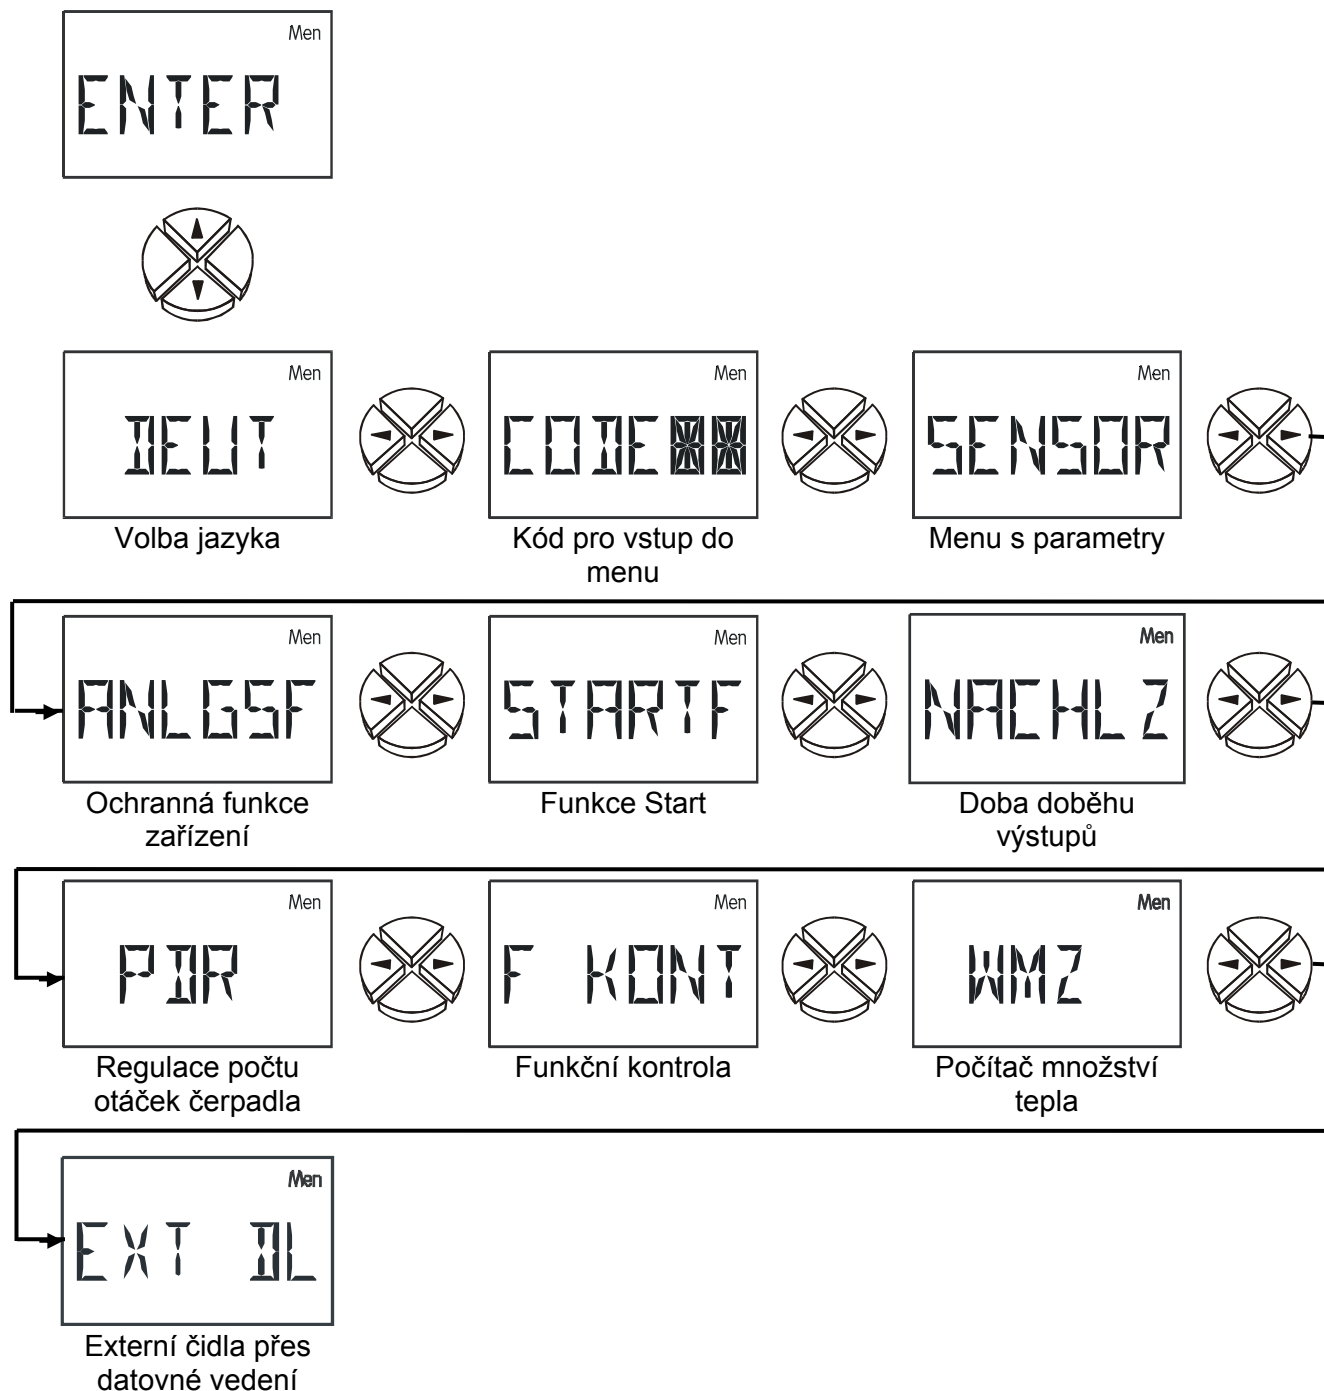 Men
ENTER
Men
DEUT
Volba jazyka
Men
CODE
Kód pro vstup do
menu
Men
SENSOR
Menu s parametry
Men
ANLGSF
Ochranná funkce
zařízení
Men
STARTF
Funkce Start
Men
NACHLZ
Doba doběhu
výstupů
Men
PDR
Regulace počtu
otáček čerpadla
Men
F KONT
Funkční kontrola
Men
WMZ
Počítač množství
tepla
Men
EXT DL
Externí čidla přes
datovné vedení